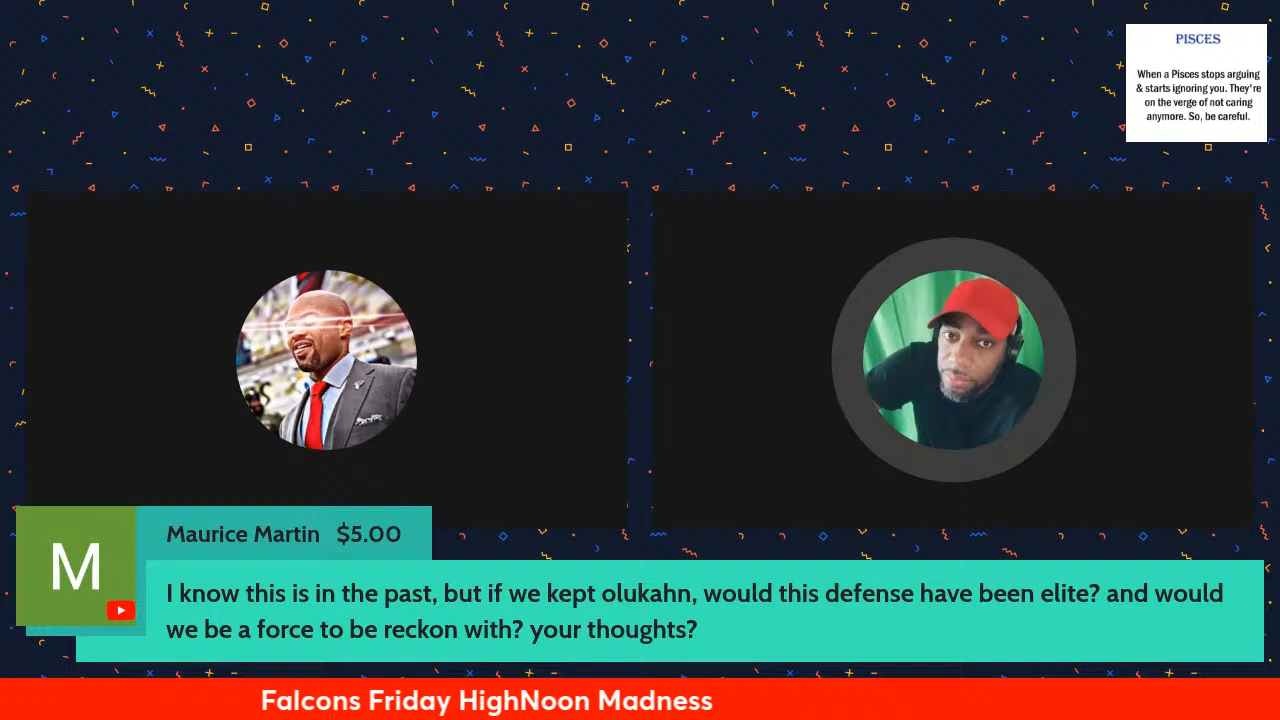 PISCES
When a Pisces stops arguing
& starts ignoring you. They're
on the verge of not caring
anymore. So, be careful.
M
Maurice Martin $5.00
I know this is in the past, but if we kept olukahn, would this defense have been elite? and would
we be a force to be reckon with? your thoughts?
Falcons Friday HighNoon Madness